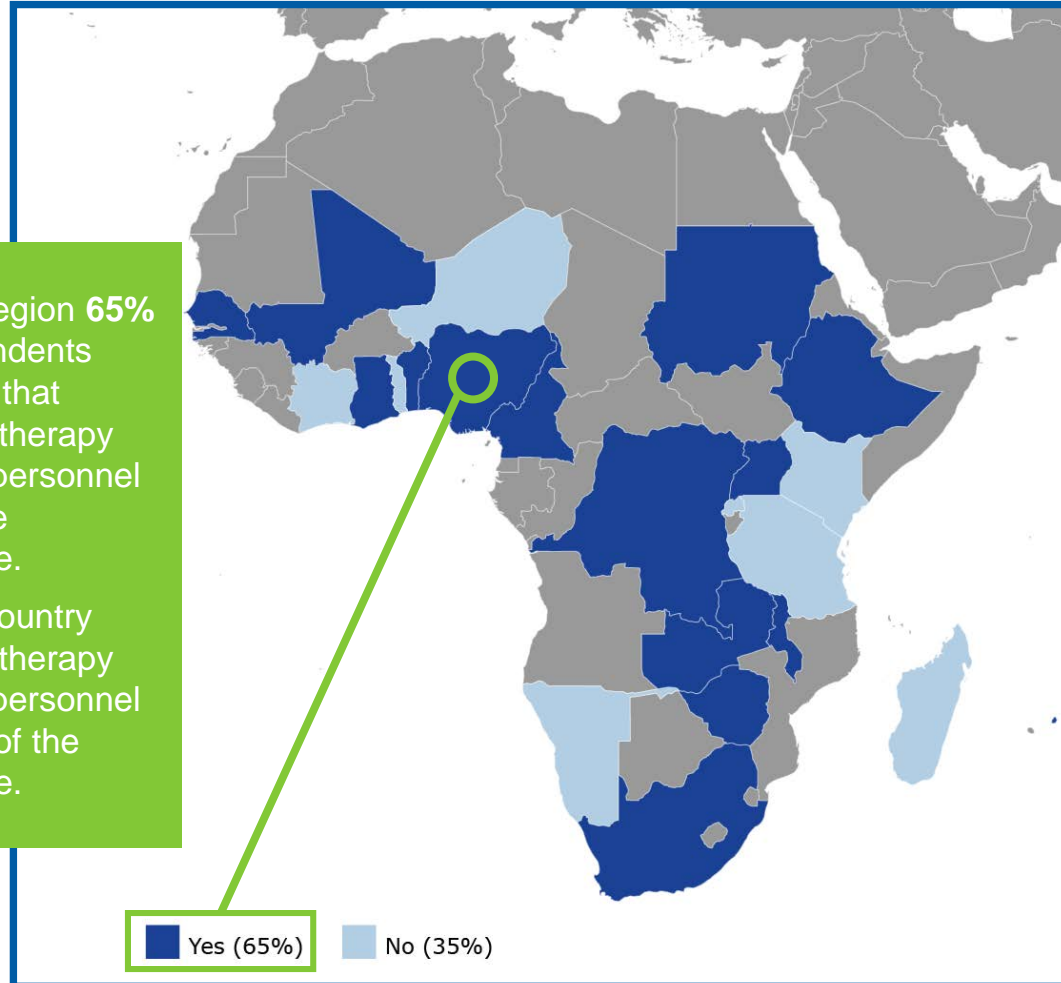 egion 65%
ndents
that
therapy
personnel
e
e.
ountry
therapy
personnel
of the
e.
Yes (65%)
No (35%)